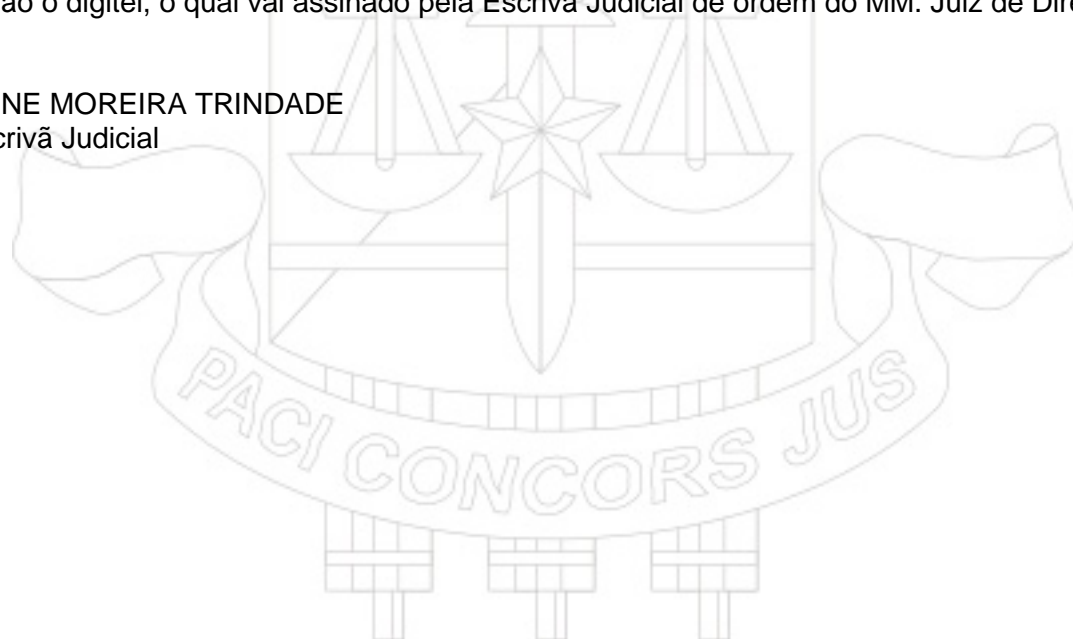 ão o digitei, o qual vai assinado pela Escrivã Judicial de ordem do MM. Juiz de Dire
NE MOREIRA TRINDADE
crivã Judicial
PACI CONCORS JUS